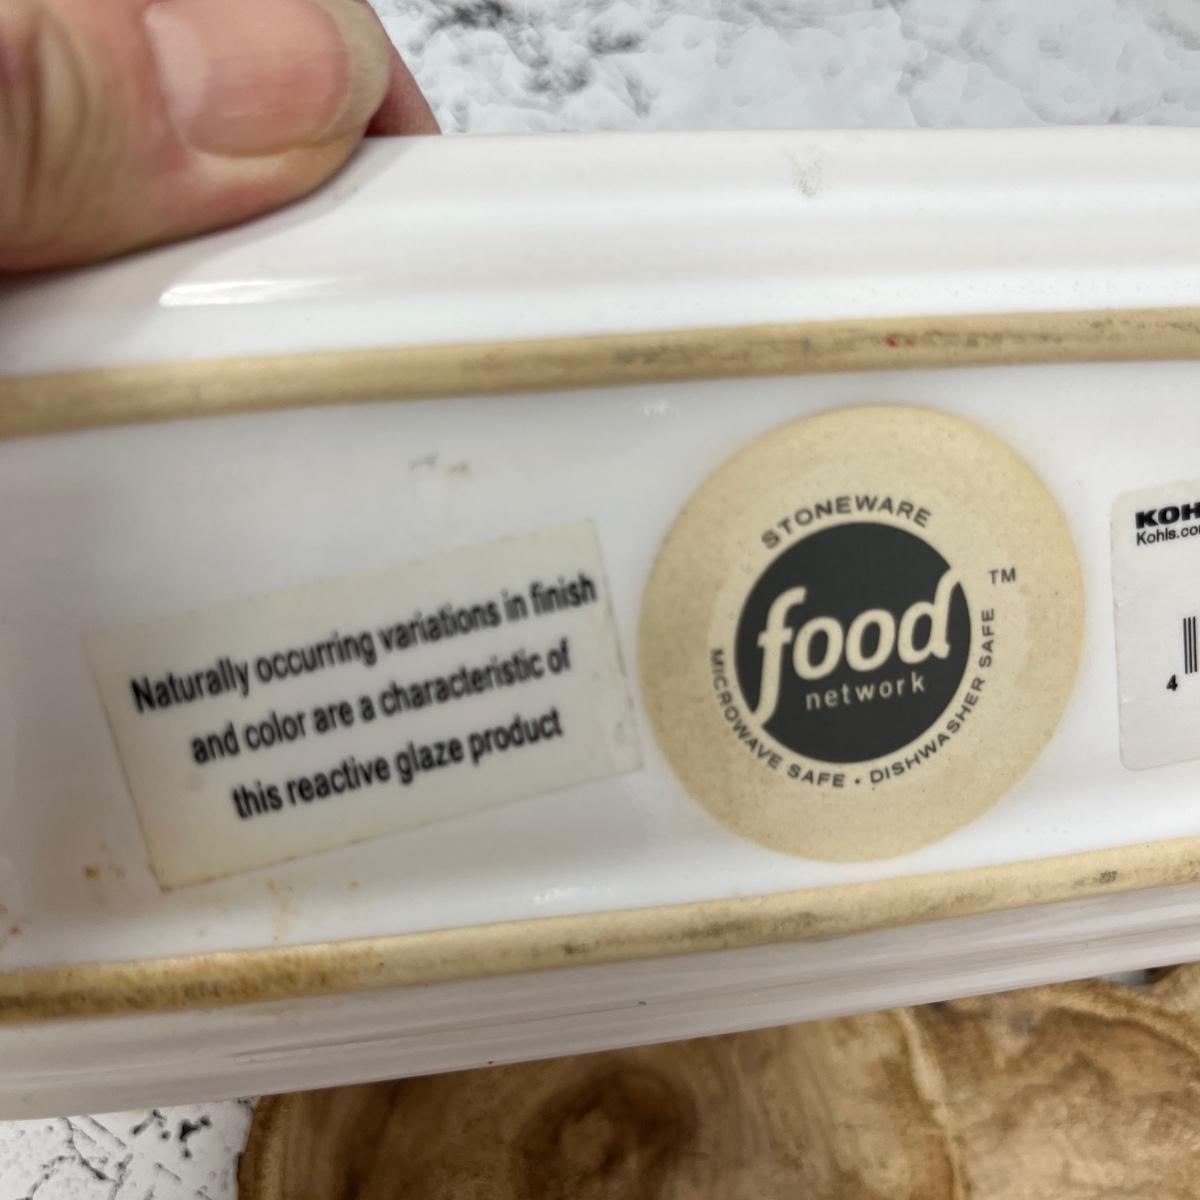 Naturally occurring variations in finish
and color are a characteristic of
this reactive glaze product
STONEWARE
food
network
TM
MICROWAVE SAFE • DISHWASHER SAFE
KOH
Kohls.co
4